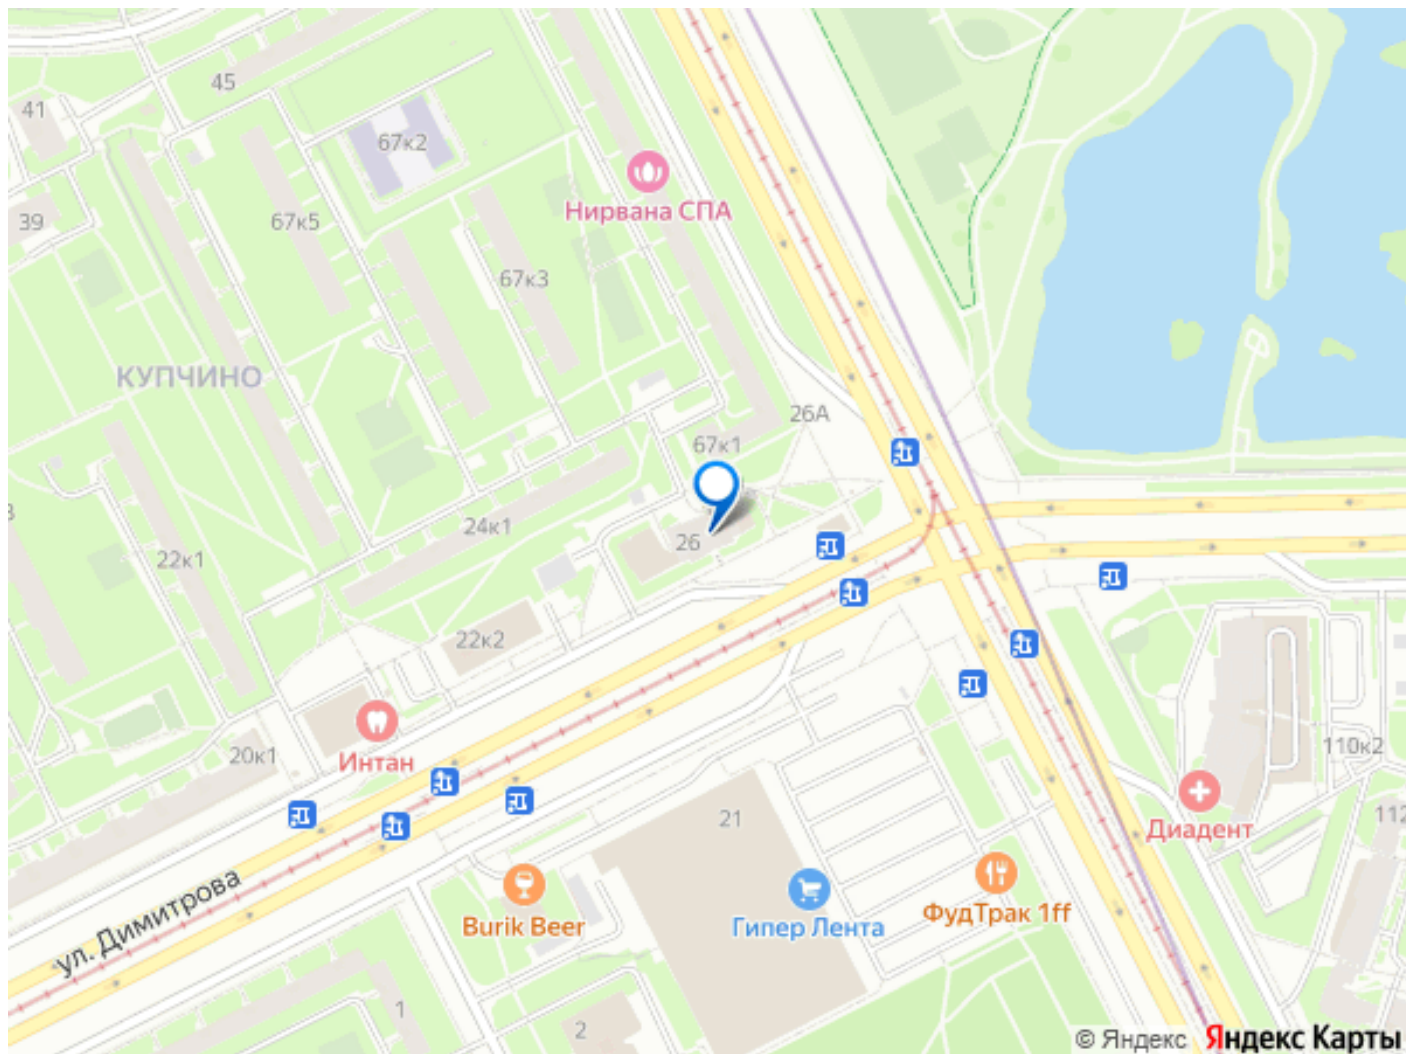 45
41
67к2
Нирвана СПА
39
67к5
67к3
КУПЧИНО
26А
67к1
24к1
26
22к1
22к2
20к1
Интан
110к2
21
112
Диадент
ул. Димитрова
Burik Beer
Гипер Лента
ФудТрак 1ff
1
2
© Яндекс Яндекс Карты